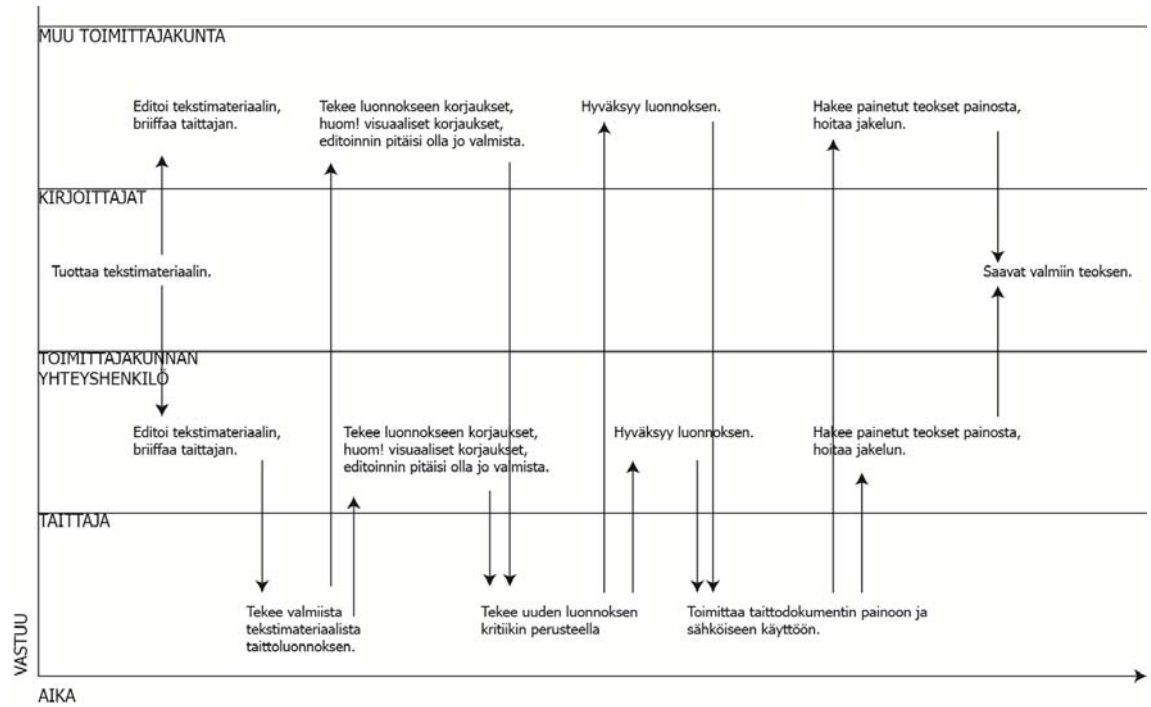 MUU TOIMITTAJAKUNTA
Editoi tekstimateriaalin,
briiffaa taittajan.
Tekee luonnokseen korjaukset,
huom! visuaaliset korjaukset,
editoinnin pitäisi olla jo valmista.
Hyväksyy luonnoksen.
Hakee painetut teokset painosta,
hoitaa jakelun.
KIRJOITTAJAT
Tuottaa tekstimateriaalin.
Saavat valmiin teoksen.
TOIMITTAJAKUNNAN
YHTEYSHENKILÖ
Editoi tekstimateriaalin,
briiffaa taittajan.
Tekee luonnokseen korjaukset,
huom! visuaaliset korjaukset,
editoinnin pitäisi olla jo valmista.
Hyväksyy luonnoksen.
Hakee painetut teokset painosta,
hoitaa jakelun.
TAITTAJA
Tekee valmiista
tekstimateriaalista
taittoluonnoksen.
Tekee uuden luonnoksen
kritiikin perusteella
Toimittaa taittodokumentin painoon ja
sähköiseen käyttöön.
VASTUU
AIKA